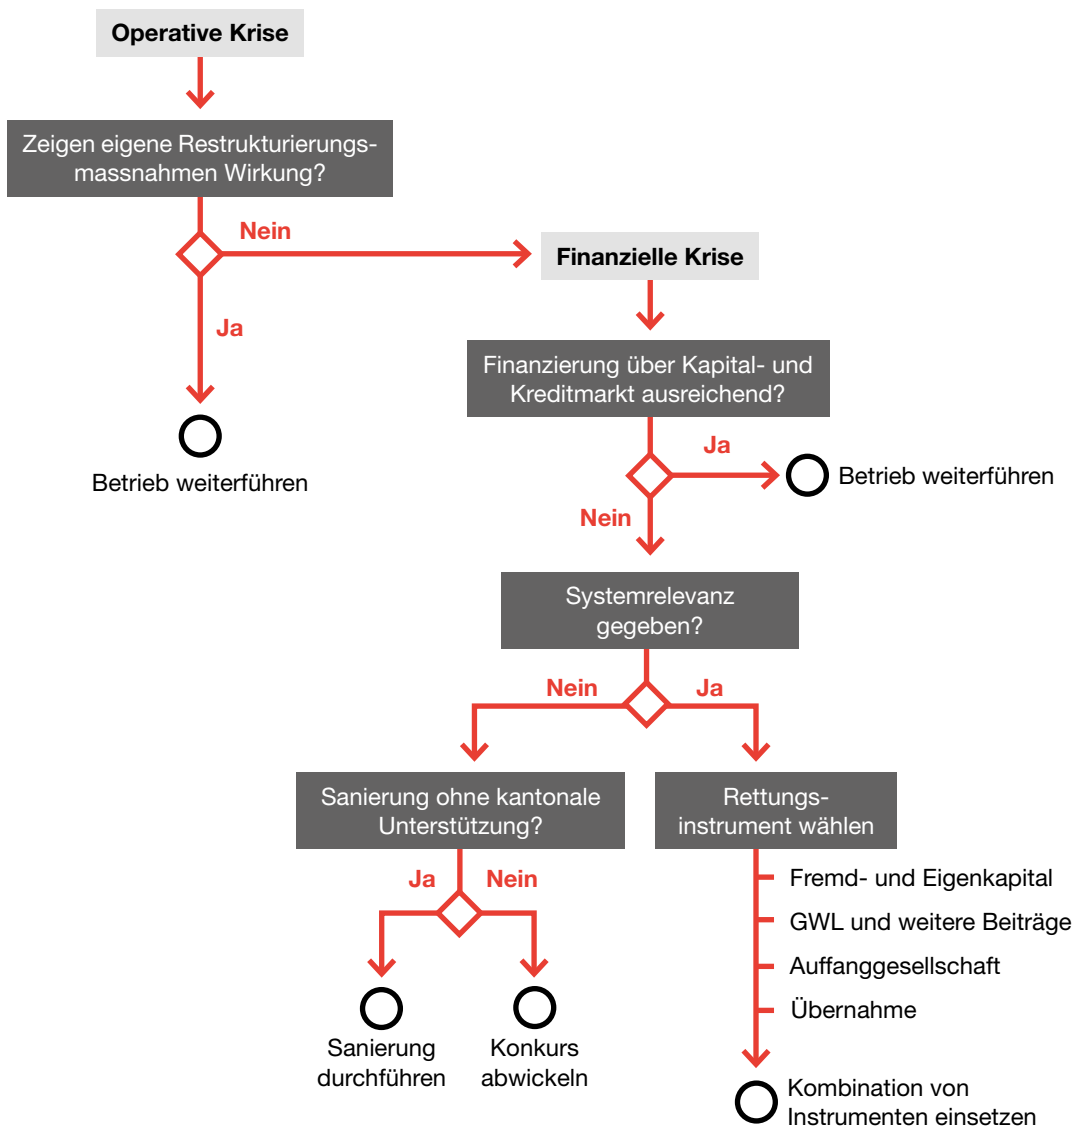 Operative Krise
Zeigen eigene Restrukturierungs-
massnahmen Wirkung?
Nein
Finanzielle Krise
Ja
Finanzierung über Kapital- und
Kreditmarkt ausreichend?
Ja
Betrieb weiterführen
Betrieb weiterführen
Nein
Systemrelevanz
gegeben?
Nein
Ja
Sanierung ohne kantonale
Unterstützung?
Rettungs-
instrument wählen
Ja
Nein
Fremd- und Eigenkapital
GWL und weitere Beiträge
Auffanggesellschaft
Übernahme
Sanierung
durchführen
Konkurs
abwickeln
Kombination von
Instrumenten einsetzen